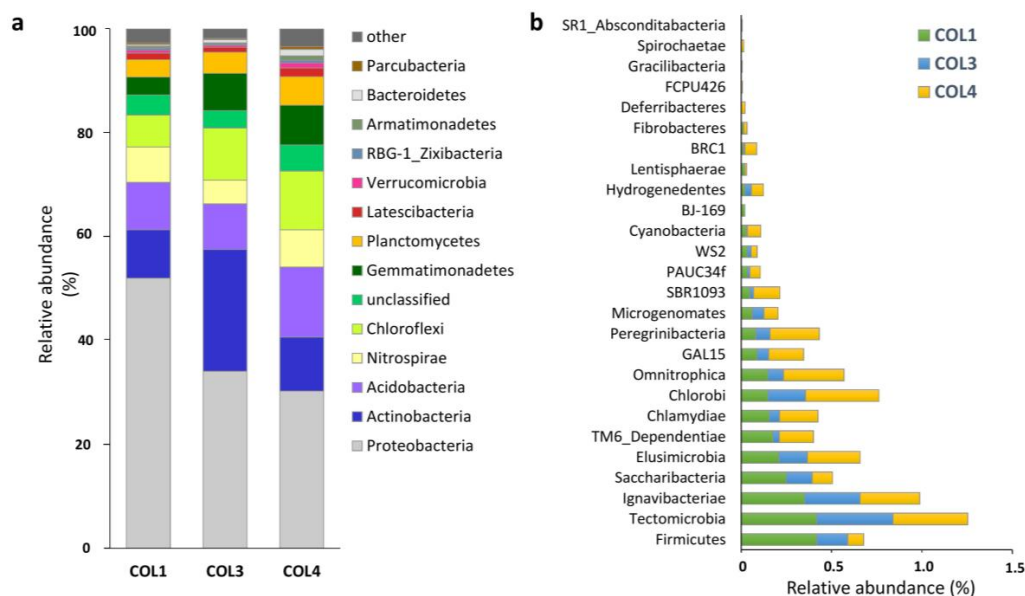 a
Relative abundance
(%)
100
80
60
40
20
0
COL1
COL3
COL4
other
Parcubacteria
Bacteroidetes
Armatimonadetes
RBG-1_Zixibacteria
Verrucomicrobia
Latescibacteria
Planctomycetes
Gemmatimonadetes
unclassified
Chloroflexi
Nitrospirae
Acidobacteria
Actinobacteria
Proteobacteria
b
SR1_Absconditabacteria
Spirochaetae
Gracilibacteria
FCPU426
Deferribacteres
Fibrobacteres
BRC1
Lentisphaerae
Hydrogenedentes
BJ-169
Cyanobacteria
WS2
PAUC34f
SBR1093
Microgenomates
Peregrinibacteria
GAL15
Omnitrophica
Chlorobi
Chlamydiae
TM6_Dependentiae
Elusimicrobia
Saccharibacteria
Ignavibacteriae
Tectomicrobia
Firmicutes
COL1
COL3
COL4
0
0.5
1.0
1.5
Relative abundance (%)